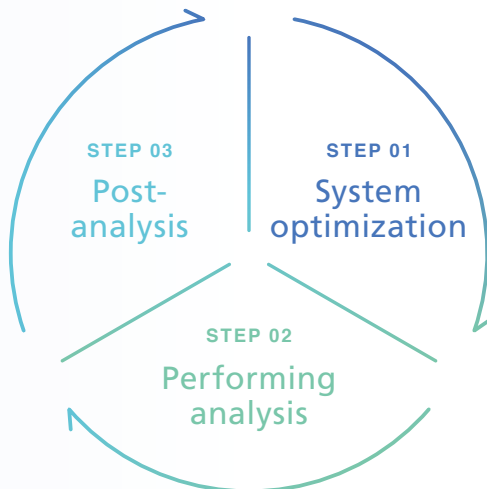 STEP 01
System
optimization
STEP 02
Performing
analysis
STEP 03
Post-
analysis